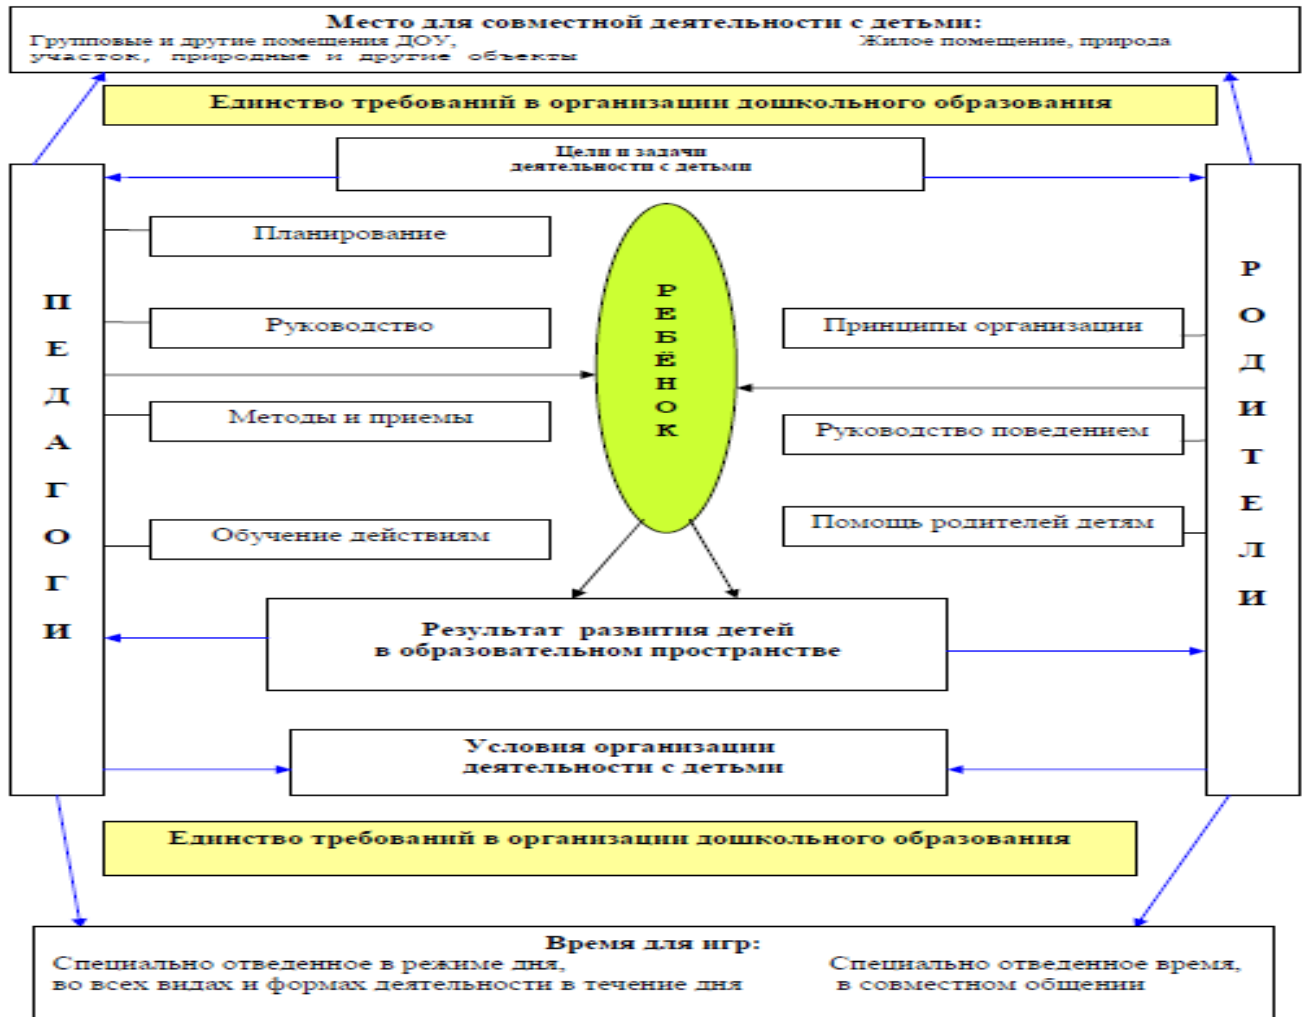 Место для совместной деятельности с детьми:
Групповые и другие помещения ДОУ, Жилое помещение, природа
участок, природные и другие объекты
Единство требований в организации дошкольного образования
Цели и задачи
деятельности с детьми
ПЕДАГОГИ
Планирование
Руководство
Методы и приемы
Обучение действиям
РЕБЁНОК
Принципы организации
Руководство поведением
Помощь родителей детям
РОДИТЕЛИ
Результат развития детей
в образовательном пространстве
Условия организации
деятельности с детьми
Единство требований в организации дошкольного образования
Время для игр:
Специально отведенное в режиме дня, Специально отведенное время,
во всех видах и формах деятельности в течение дня в совместном общении